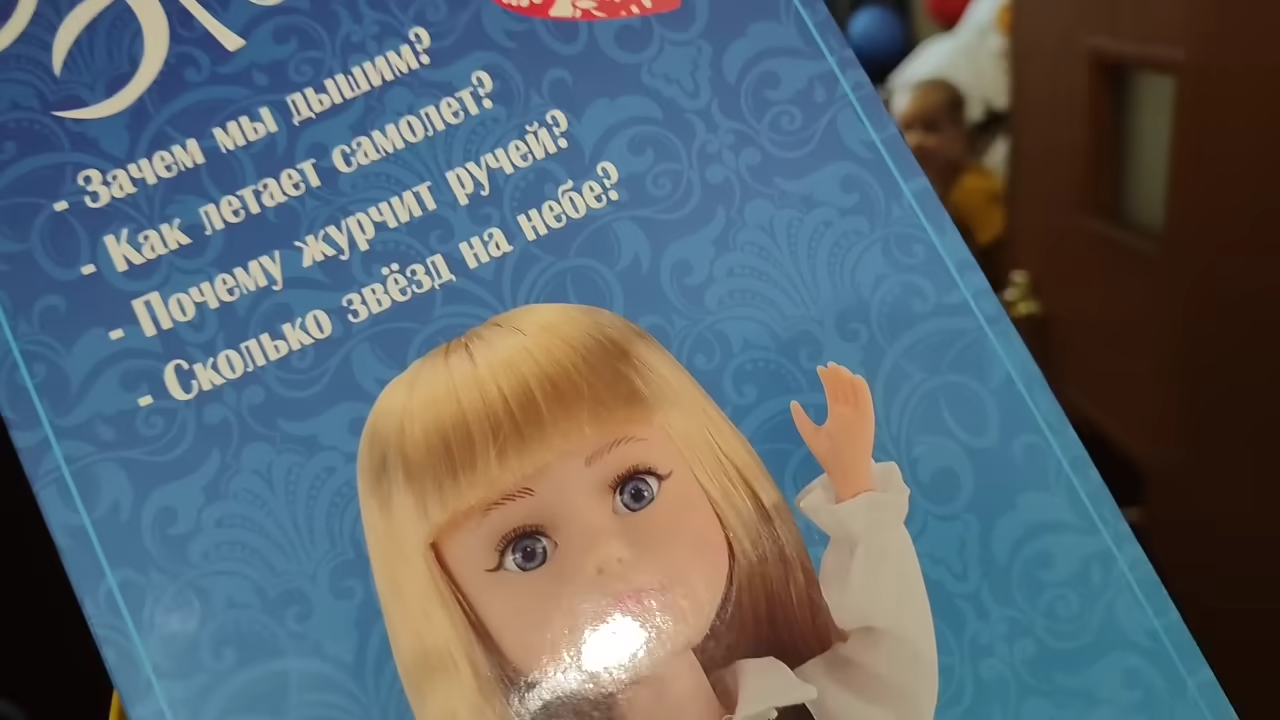 - Зачем мы дышим?
- Как летает самолет?
- Почему журчит ручей?
- Сколько звёзд на небе?